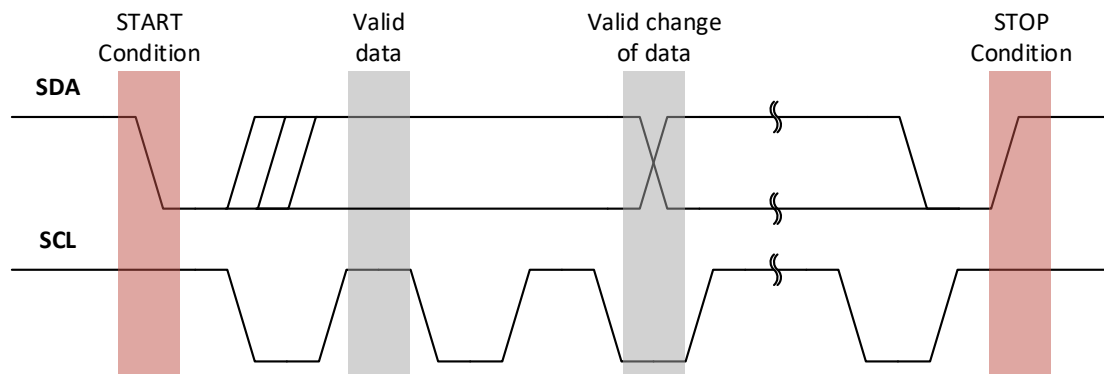 START
Condition
Valid
data
Valid change
of data
STOP
Condition
SDA
SCL